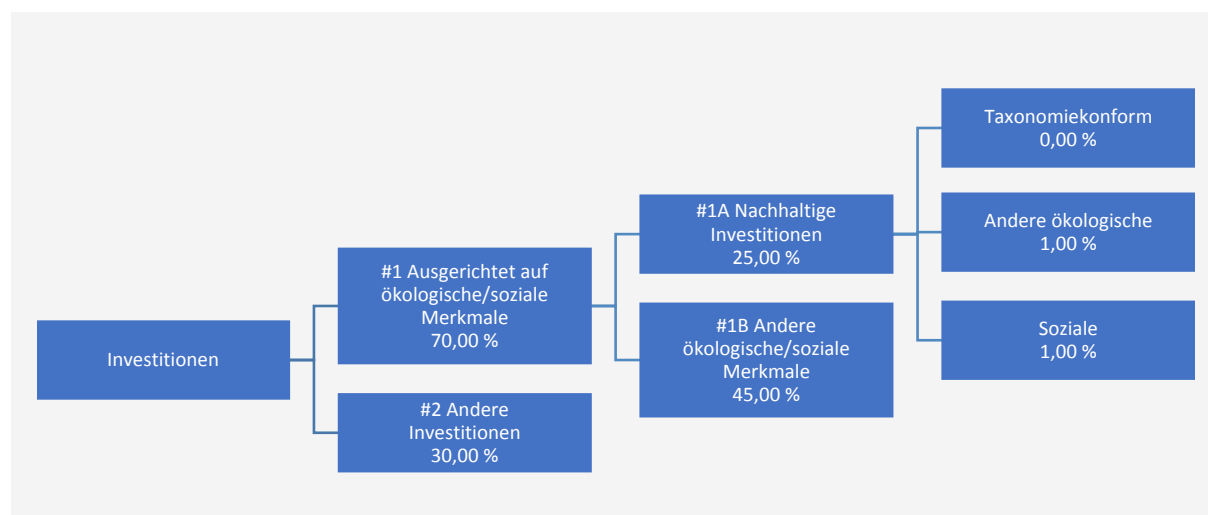 Investitionen
#1 Ausgerichtet auf
ökologische/soziale
Merkmale
70,00 %
#2 Andere
Investitionen
30,00 %
#1A Nachhaltige
Investitionen
25,00 %
#1B Andere
ökologische/soziale
Merkmale
45,00 %
Taxonomiekonform
0,00 %
Andere ökologische
1,00 %
Soziale
1,00 %